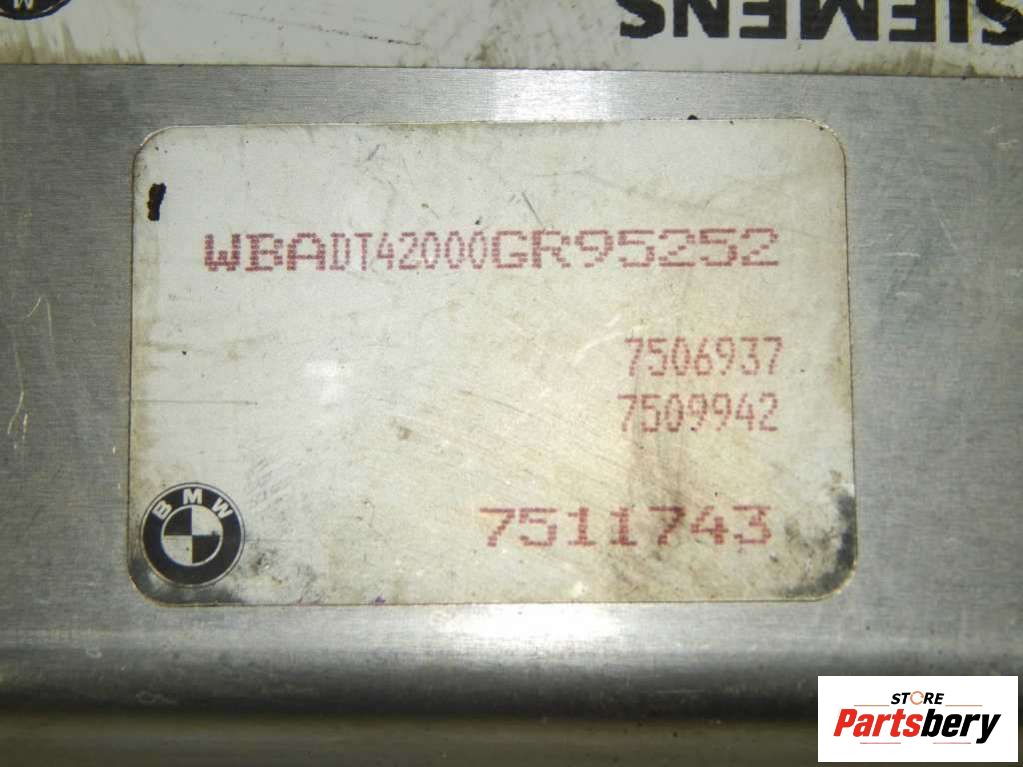 SIEMENS
WBADT42000GR95252
7506937
7509942
BMW
7511743
STORE
Partsbery